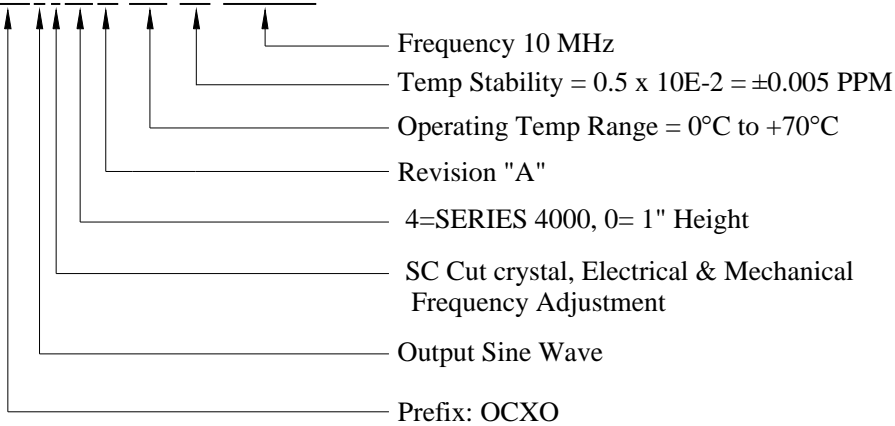 Frequency 10 MHz
Temp Stability = 0.5 x 10E-2 = ±0.005 PPM
Operating Temp Range = 0°C to +70°C
Revision "A"
4=SERIES 4000, 0= 1" Height
SC Cut crystal, Electrical & Mechanical
Frequency Adjustment
Output Sine Wave
Prefix: OCXO